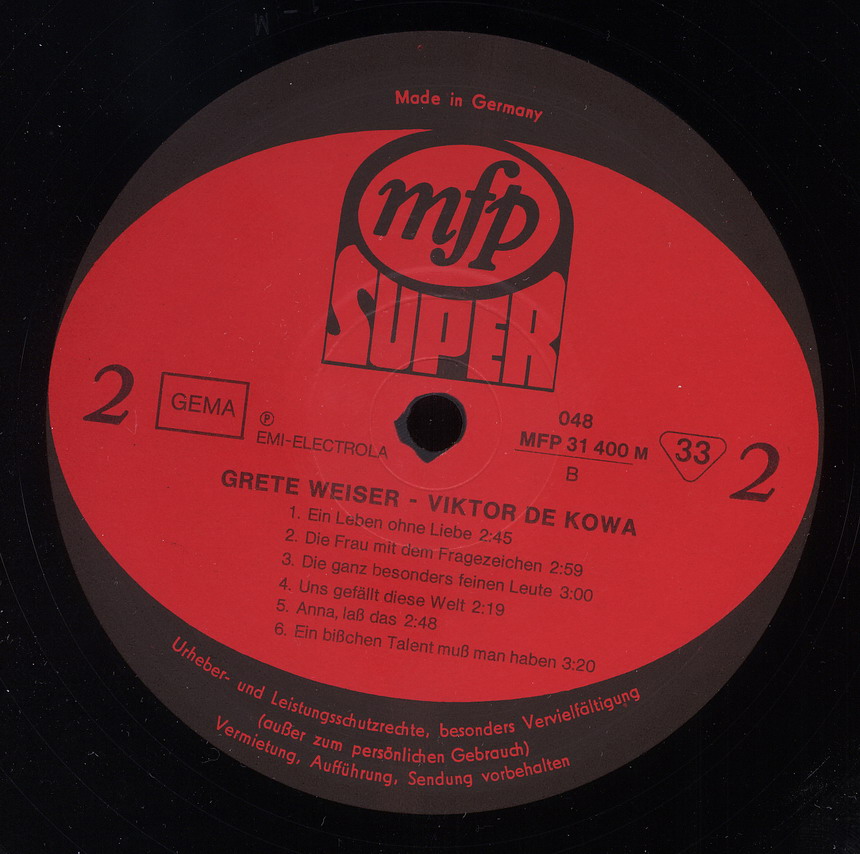 Made in Germany
mfp
SUPER
2
GEMA
℗
EMI-ELECTROLA
048
MFP 31 400 M
B
33
2
GRETE WEISER - VIKTOR DE KOWA
1. Ein Leben ohne Liebe 2:45
2. Die Frau mit dem Fragezeichen 2:59
3. Die ganz besonders feinen Leute 3:00
4. Uns gefällt diese Welt 2:19
5. Anna, laß das 2:48
6. Ein bißchen Talent muß man haben 3:20
Urheber- und Leistungsschutzrechte, besonders Vervielfältigung
(außer zum persönlichen Gebrauch)
Vermietung, Aufführung, Sendung vorbehalten